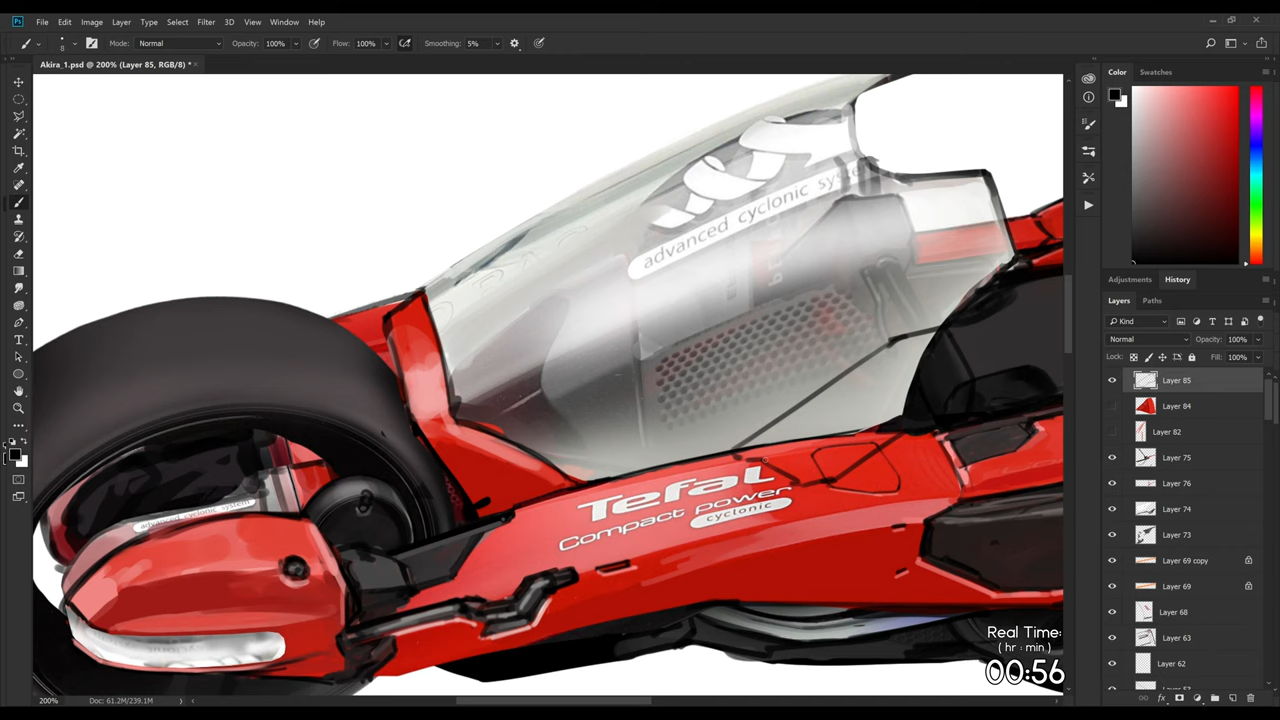 Ps File Edit Image Layer Type Select Filter 3D View Window Help
8 Mode: Normal Opacity: 100% Flow: 100% Smoothing: 5%
Akira_1.psd @ 200% (Layer 85, RGB/8) * ×
Color Swatches
advanced cyclonic system
Tefal
Compact power
cyclonic
advanced cyclonic system
Adjustments History
Layers Paths
Kind
Normal Opacity: 100%
Lock: Fill: 100%
Layer 85
Layer 84
Layer 82
Layer 75
Layer 76
Layer 74
Layer 73
Layer 69 copy
Layer 69
Layer 68
Layer 63
Layer 62
Real Time:
( hr : min )
00:56
200% Doc: 61.2M/239.1M